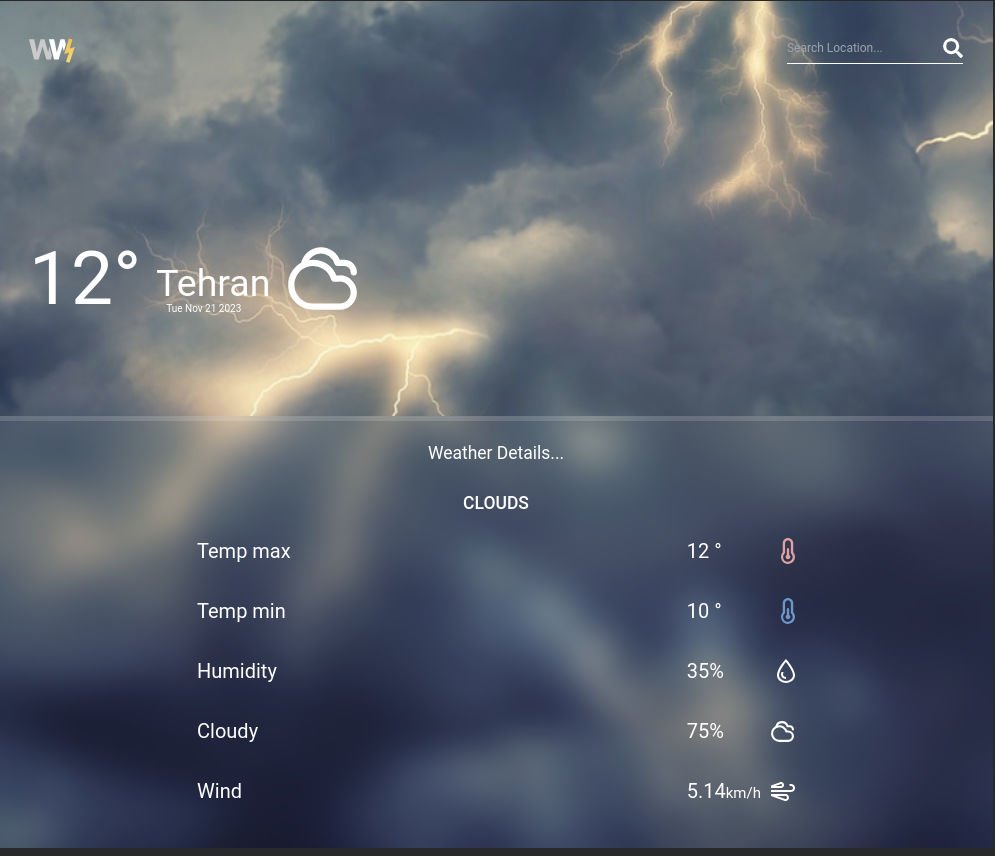 WW
Search Location...
12° Tehran
Tue Nov 21 2023
Weather Details...
CLOUDS
Temp max 12 °
Temp min 10 °
Humidity 35%
Cloudy 75%
Wind 5.14km/h